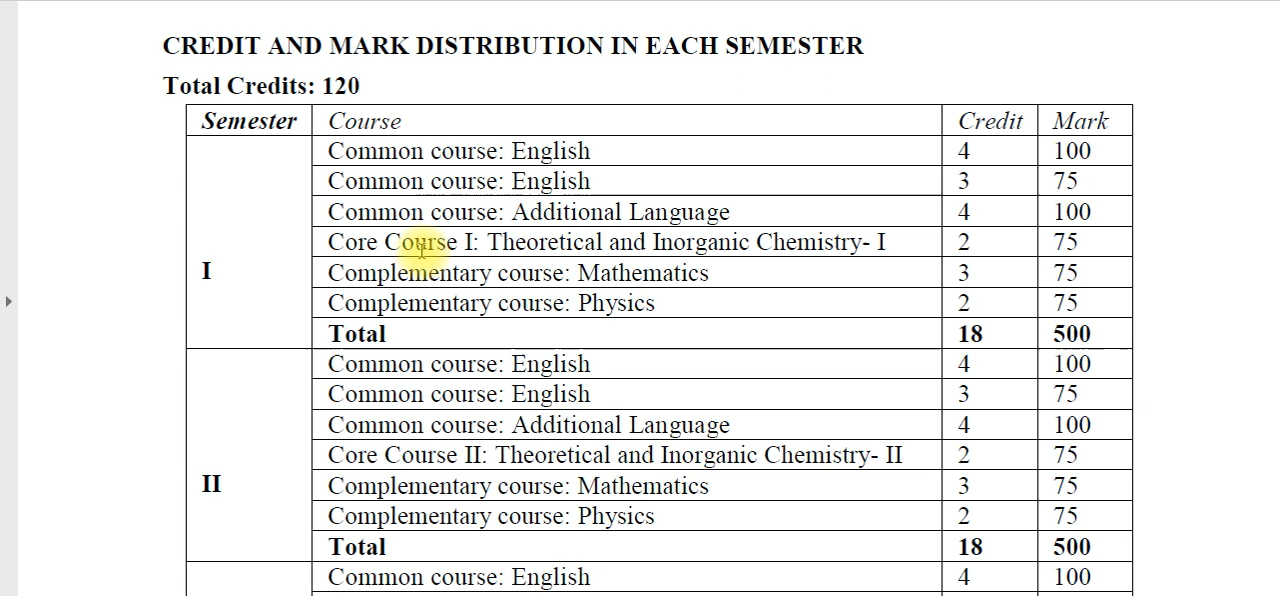 CREDIT AND MARK DISTRIBUTION IN EACH SEMESTER
Total Credits: 120
Semester Course Credit Mark
Common course: English 4 100
Common course: English 3 75
Common course: Additional Language 4 100
Core Course I: Theoretical and Inorganic Chemistry- I 2 75
I
Complementary course: Mathematics 3 75
Complementary course: Physics 2 75
Total 18 500
Common course: English 4 100
Common course: English 3 75
Common course: Additional Language 4 100
Core Course II: Theoretical and Inorganic Chemistry- II 2 75
II
Complementary course: Mathematics 3 75
Complementary course: Physics 2 75
Total 18 500
Common course: English 4 100